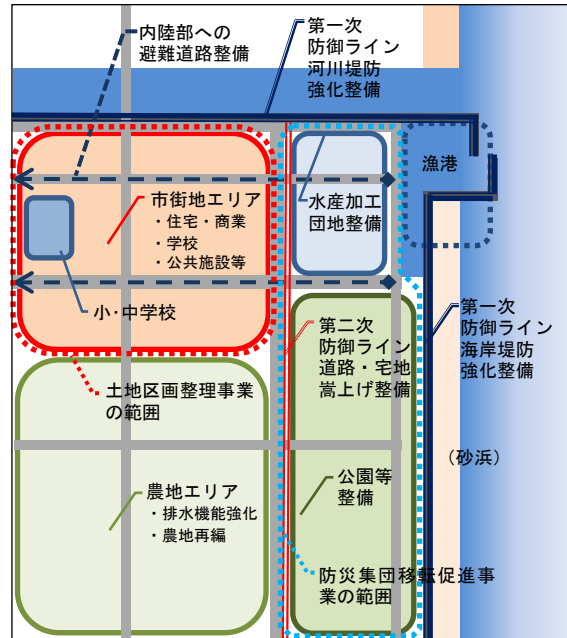 内陸部への
避難道路整備
第一次
防御ライン
河川堤防
強化整備
漁港
市街地エリア
・住宅・商業
・学校
・公共施設等
水産加工
団地整備
小・中学校
第二次
防御ライン
道路・宅地
嵩上げ整備
第一次
防御ライン
海岸堤防
強化整備
土地区画整理事業
の範囲
(砂浜)
公園等
整備
農地エリア
・排水機能強化
・農地再編
防災集団移転促進事
業の範囲